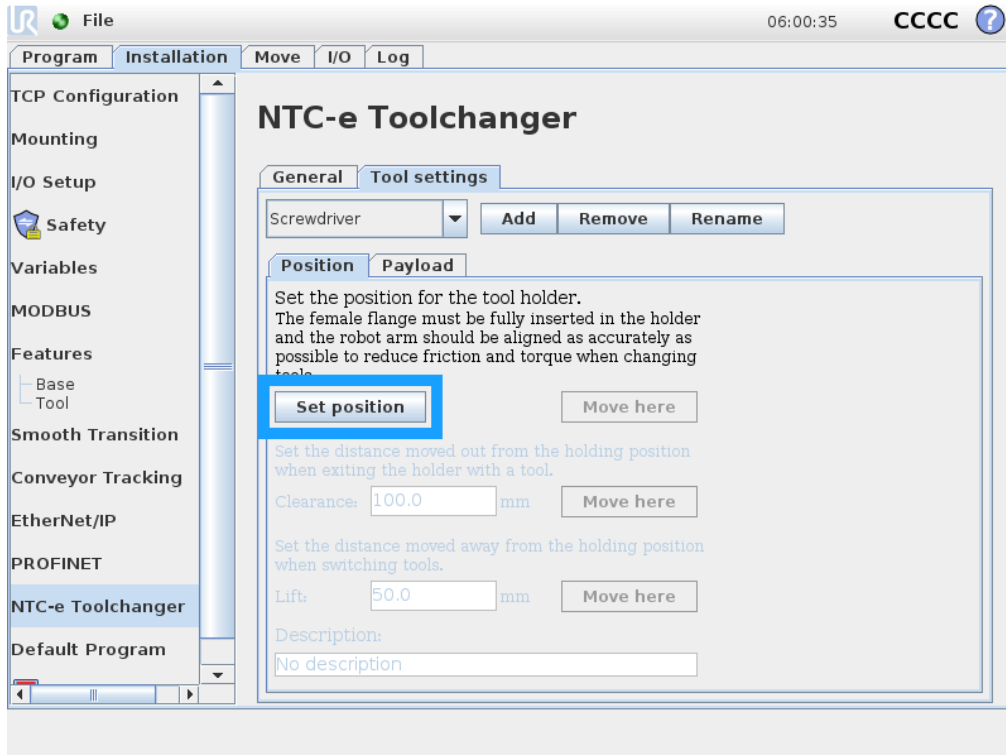 UR
File
06:00:35
CCCC
?
Program
Installation
Move
I/O
Log
TCP Configuration
Mounting
I/O Setup
Safety
Variables
MODBUS
Features
Base
Tool
Smooth Transition
Conveyor Tracking
EtherNet/IP
PROFINET
NTC-e Toolchanger
Default Program
NTC-e Toolchanger
General
Tool settings
Screwdriver
Add
Remove
Rename
Position
Payload
Set the position for the tool holder.
The female flange must be fully inserted in the holder
and the robot arm should be aligned as accurately as
possible to reduce friction and torque when changing
tools.
Set position
Move here
Set the distance moved out from the holding position
when exiting the holder with a tool.
Clearance: 100.0 mm
Move here
Set the distance moved away from the holding position
when switching tools.
Lift: 50.0 mm
Move here
Description:
No description